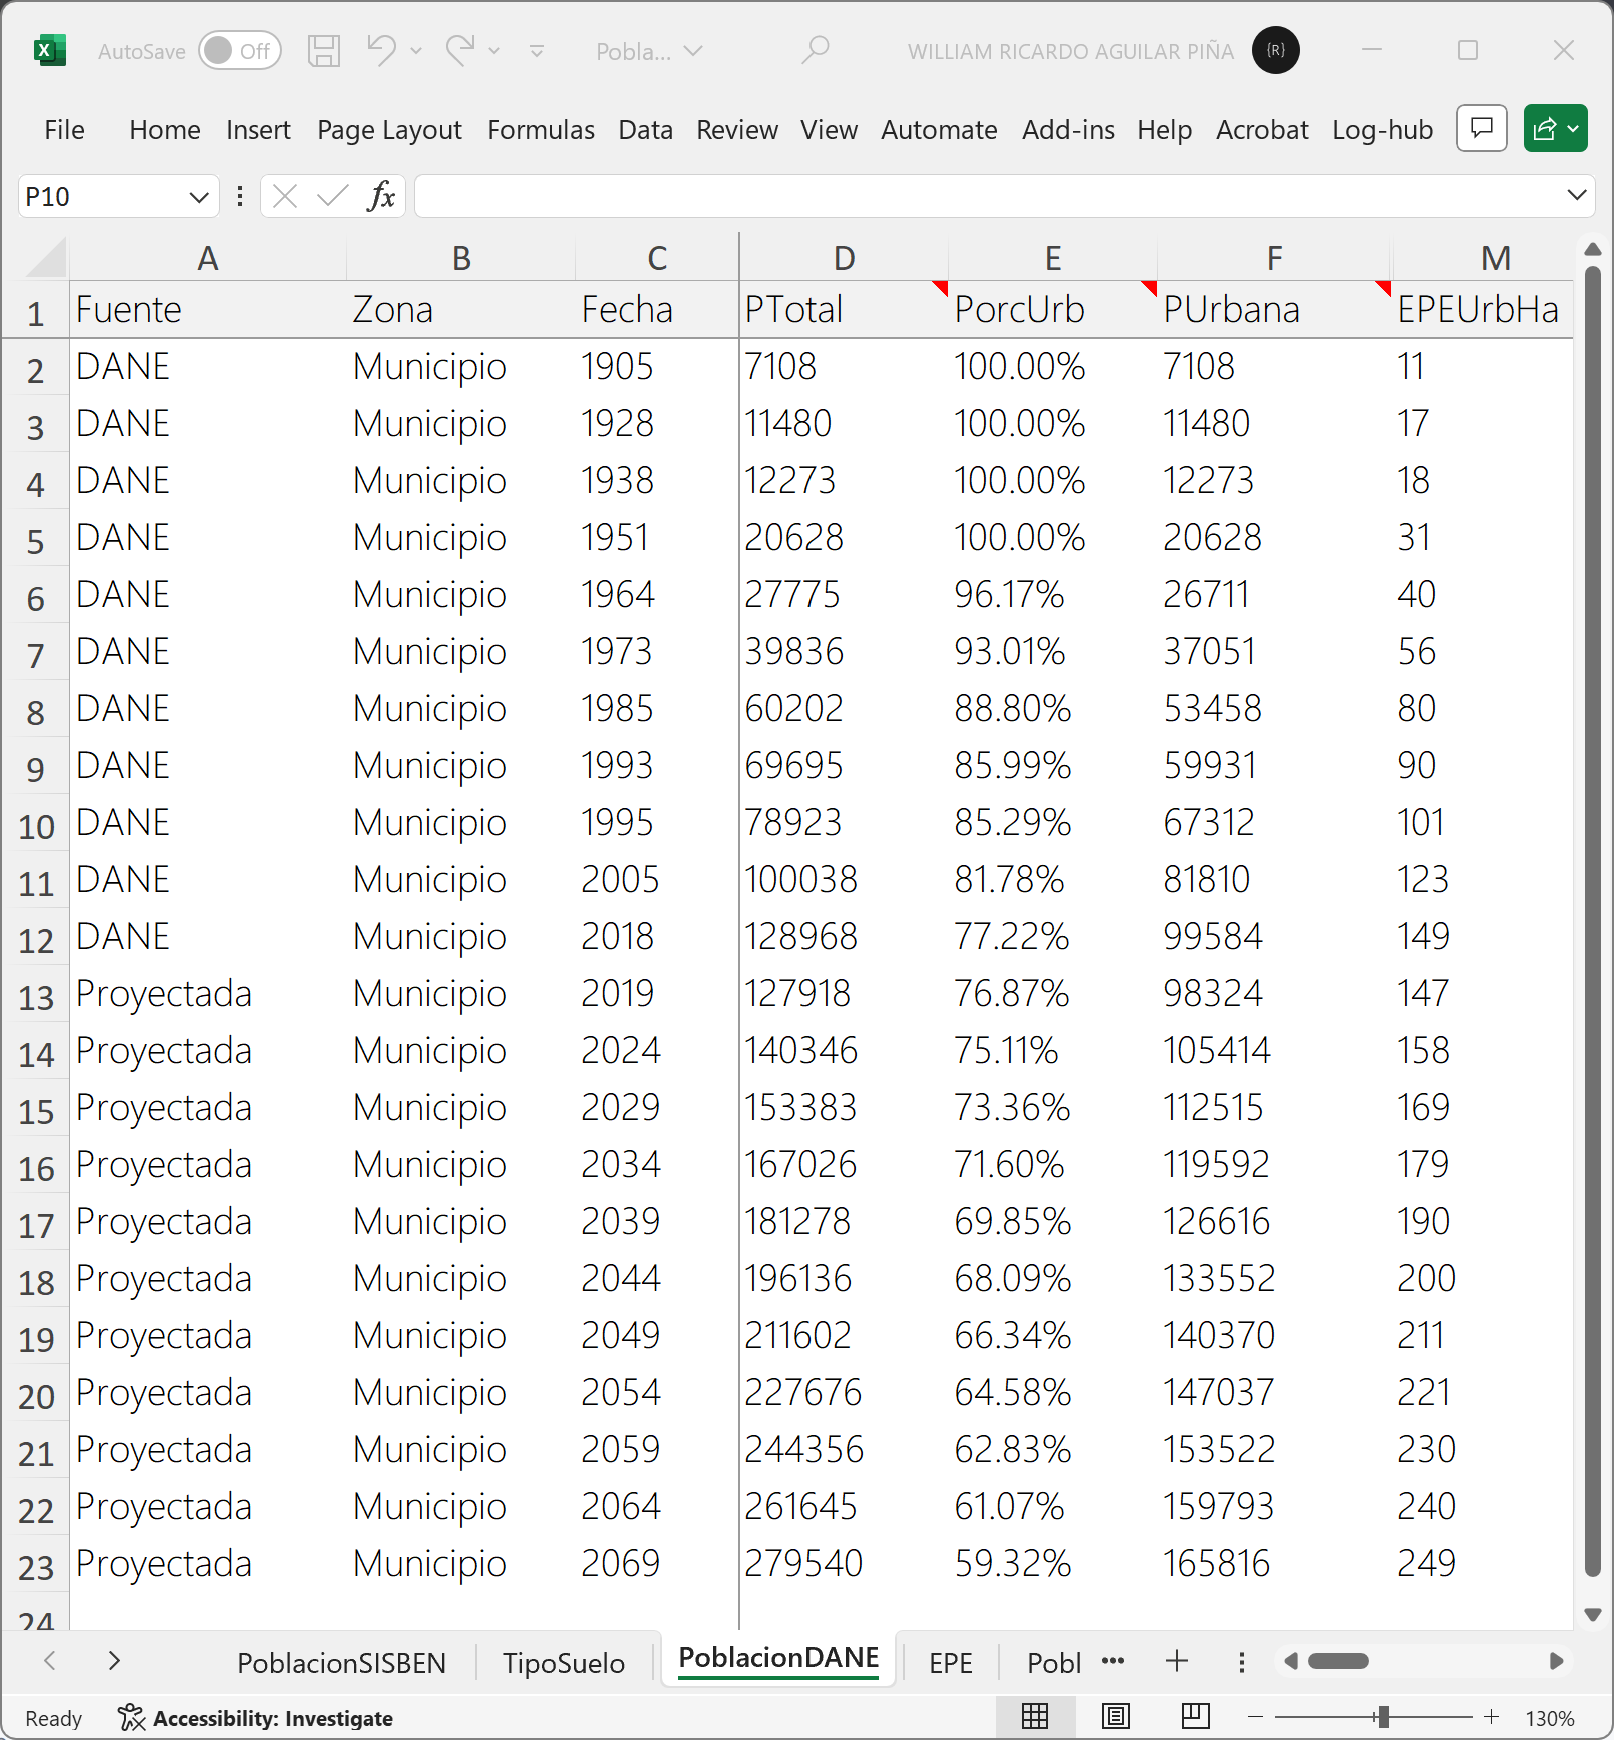 AutoSave Off Pobla... WILLIAM RICARDO AGUILAR PIÑA {R}
File Home Insert Page Layout Formulas Data Review View Automate Add-ins Help Acrobat Log-hub
P10 fx
A B C D E F M
1 Fuente Zona Fecha PTotal PorcUrb PUrbana EPEUrbHa
2 DANE Municipio 1905 7108 100.00% 7108 11
3 DANE Municipio 1928 11480 100.00% 11480 17
4 DANE Municipio 1938 12273 100.00% 12273 18
5 DANE Municipio 1951 20628 100.00% 20628 31
6 DANE Municipio 1964 27775 96.17% 26711 40
7 DANE Municipio 1973 39836 93.01% 37051 56
8 DANE Municipio 1985 60202 88.80% 53458 80
9 DANE Municipio 1993 69695 85.99% 59931 90
10 DANE Municipio 1995 78923 85.29% 67312 101
11 DANE Municipio 2005 100038 81.78% 81810 123
12 DANE Municipio 2018 128968 77.22% 99584 149
13 Proyectada Municipio 2019 127918 76.87% 98324 147
14 Proyectada Municipio 2024 140346 75.11% 105414 158
15 Proyectada Municipio 2029 153383 73.36% 112515 169
16 Proyectada Municipio 2034 167026 71.60% 119592 179
17 Proyectada Municipio 2039 181278 69.85% 126616 190
18 Proyectada Municipio 2044 196136 68.09% 133552 200
19 Proyectada Municipio 2049 211602 66.34% 140370 211
20 Proyectada Municipio 2054 227676 64.58% 147037 221
21 Proyectada Municipio 2059 244356 62.83% 153522 230
22 Proyectada Municipio 2064 261645 61.07% 159793 240
23 Proyectada Municipio 2069 279540 59.32% 165816 249
24
PoblacionSISBEN TipoSuelo PoblacionDANE EPE Pobl ...
Ready Accessibility: Investigate 130%